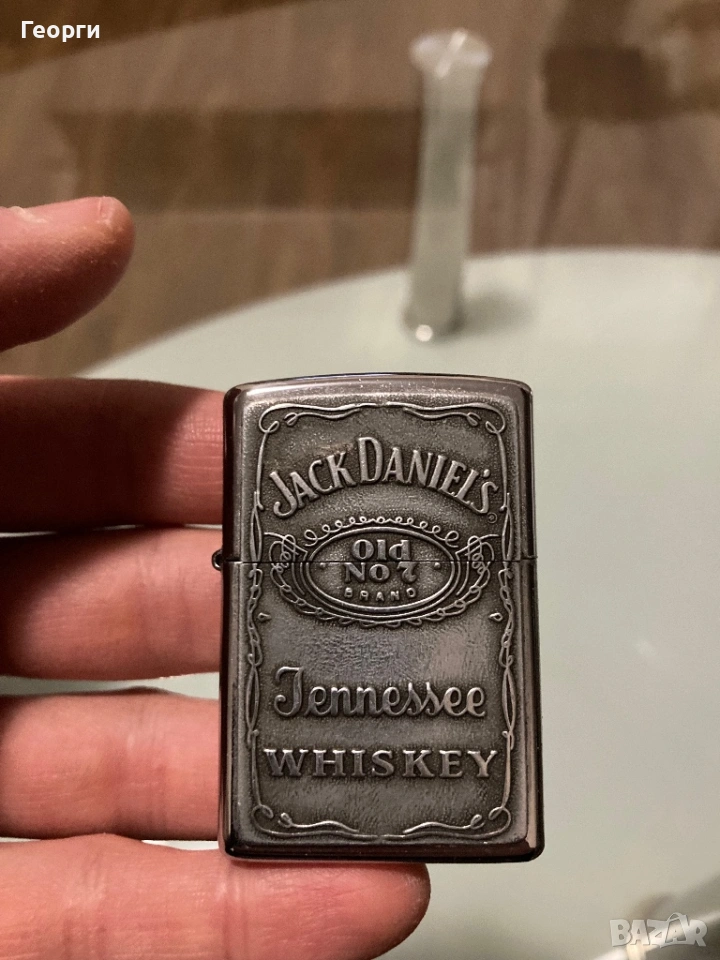 Георги
JACK DANIEL'S
Old
No 7
BRAND
Tennessee
WHISKEY
BAZAR